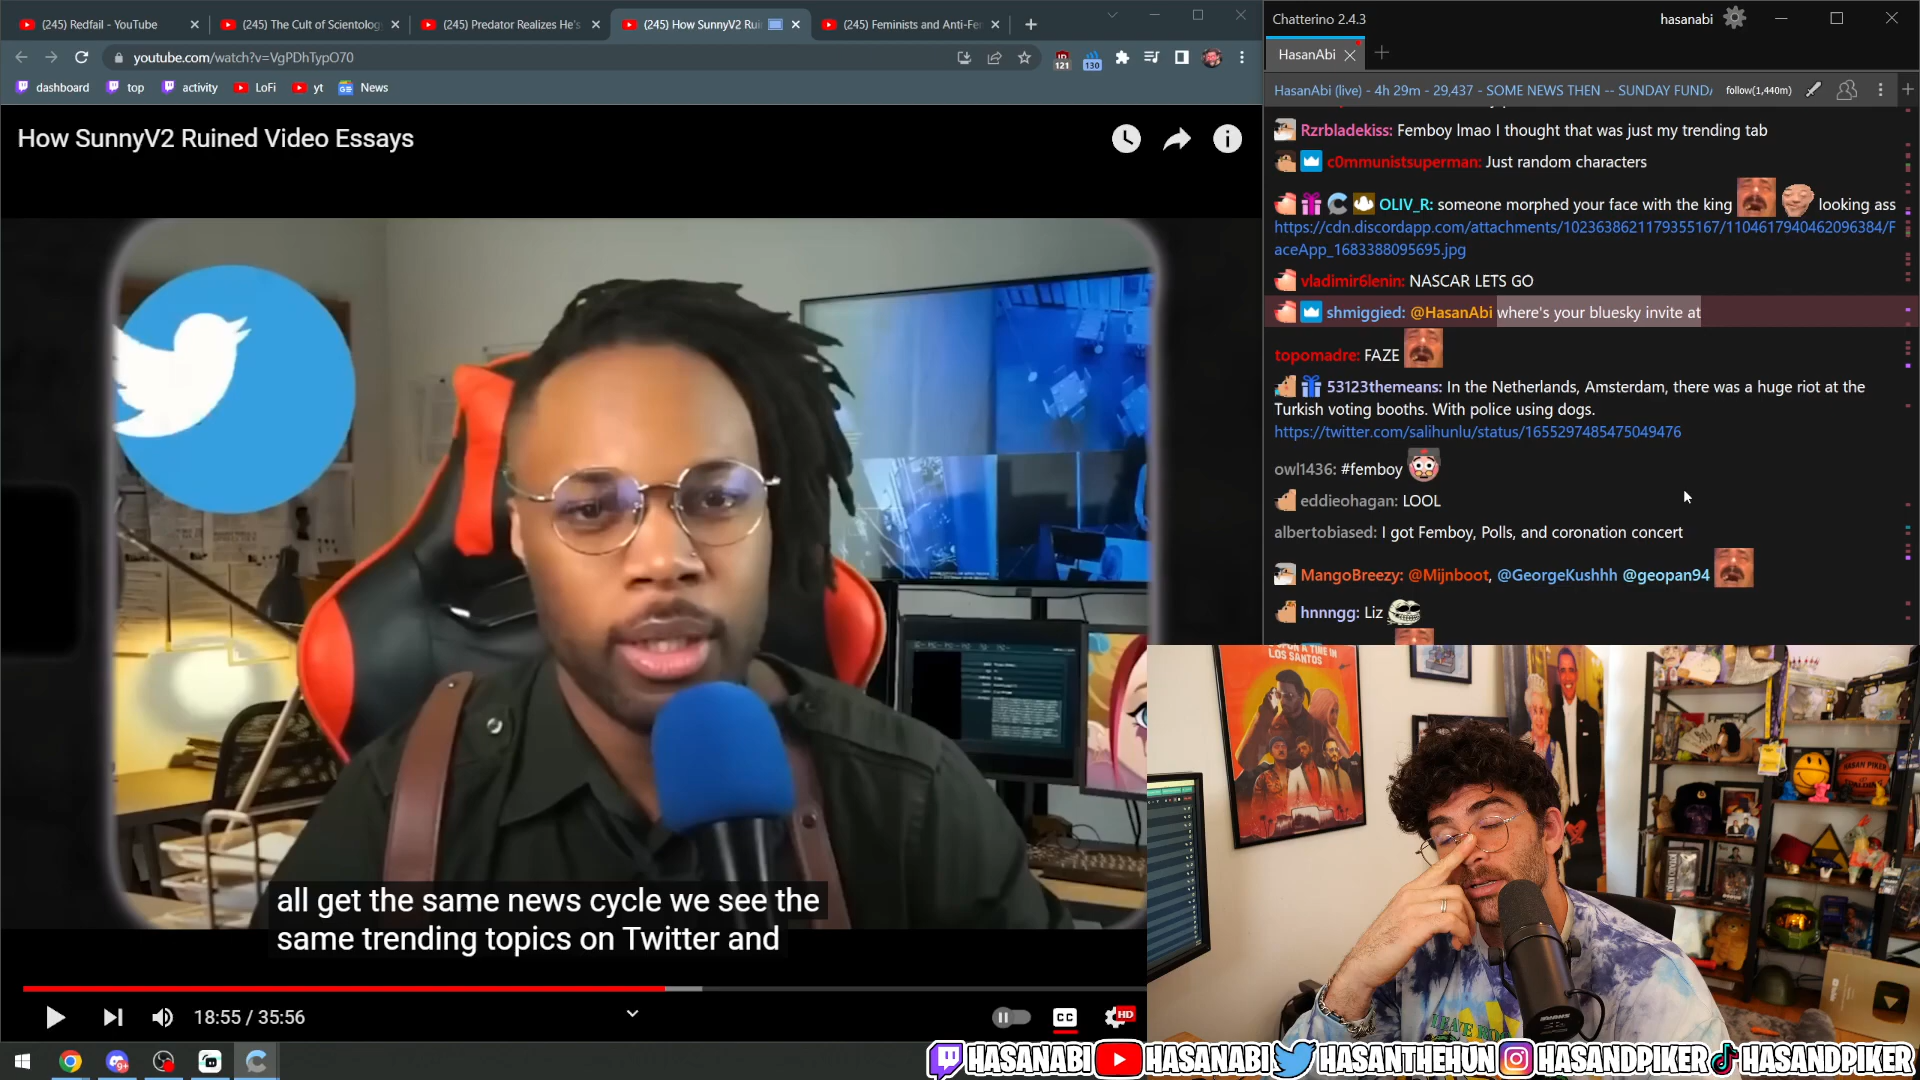 (245) Redfail - YouTube
(245) The Cult of Scientolog
(245) Predator Realizes He's
(245) How SunnyV2 Rui
(245) Feminists and Anti-Fe
youtube.com/watch?v=VgPDhTypO70
121
130
dashboard
top
activity
LoFi
yt
News
How SunnyV2 Ruined Video Essays
all get the same news cycle we see the
same trending topics on Twitter and
18:55 / 35:56
CC
HD
Chatterino 2.4.3
hasanabi
HasanAbi
HasanAbi (live) - 4h 29m - 29,437 - SOME NEWS THEN -- SUNDAY FUND
follow(1,440m)
Rzrbladekiss: Femboy lmao I thought that was just my trending tab
c0mmunistsuperman: Just random characters
OLIV_R: someone morphed your face with the king looking ass
https://cdn.discordapp.com/attachments/1023638621179355167/1104617940462096384/F
aceApp_1683388095695.jpg
vladimir6lenin: NASCAR LETS GO
shmiggied: @HasanAbi where's your bluesky invite at
topomadre: FAZE
53123themeans: In the Netherlands, Amsterdam, there was a huge riot at the
Turkish voting booths. With police using dogs.
https://twitter.com/salihunlu/status/1655297485475049476
owl1436: #femboy
eddieohagan: LOOL
albertobiased: I got Femboy, Polls, and coronation concert
MangoBreezy: @Mijnboot, @GeorgeKushhh @geopan94
hnnngg: Liz
LOS SANTOS
HASANABI
HASANABI
HASANTHEHUN
HASANDPIKER
HASANDPIKER